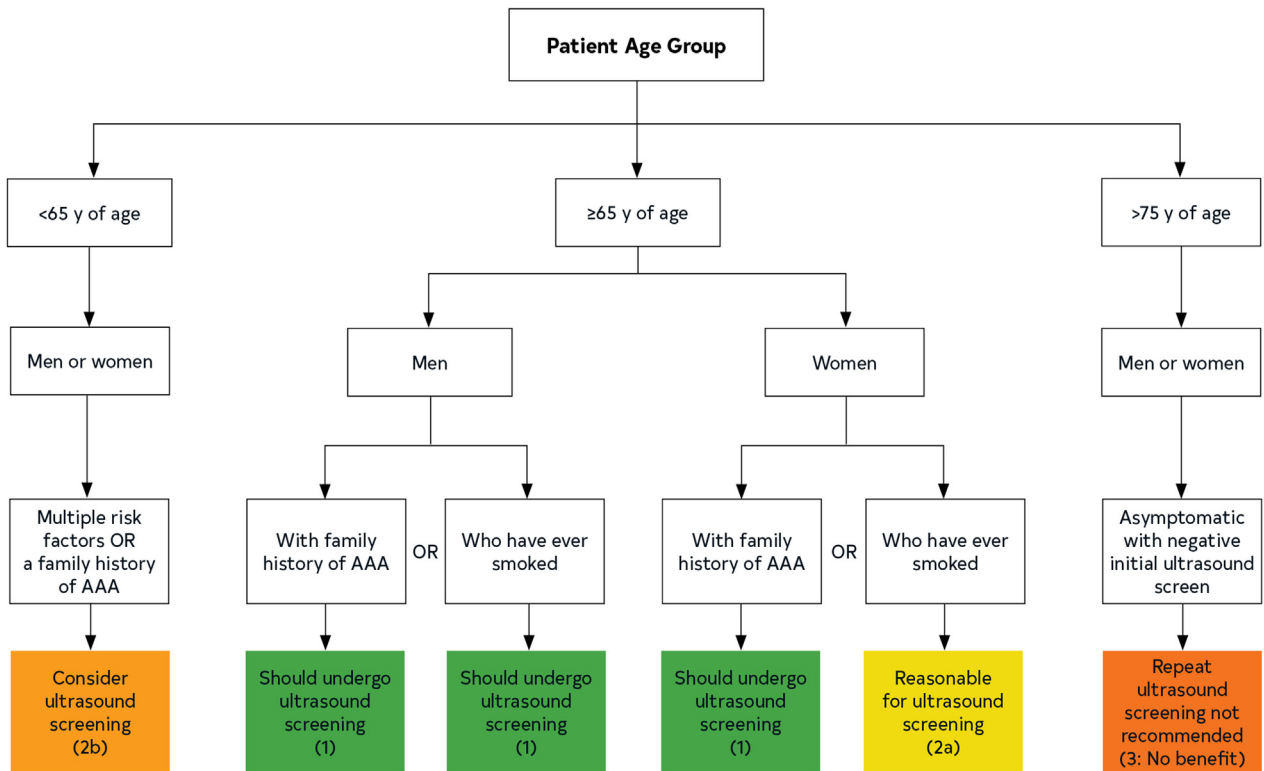 Patient Age Group
<65 y of age
≥65 y of age
>75 y of age
Men or women
Men
Women
Men or women
Multiple risk
factors OR
a family history
of AAA
With family
history of AAA
OR
Who have ever
smoked
With family
history of AAA
OR
Who have ever
smoked
Asymptomatic
with negative
initial ultrasound
screen
Consider
ultrasound
screening
(2b)
Should undergo
ultrasound
screening
(1)
Should undergo
ultrasound
screening
(1)
Should undergo
ultrasound
screening
(1)
Reasonable
for ultrasound
screening
(2a)
Repeat
ultrasound
screening not
recommended
(3: No benefit)